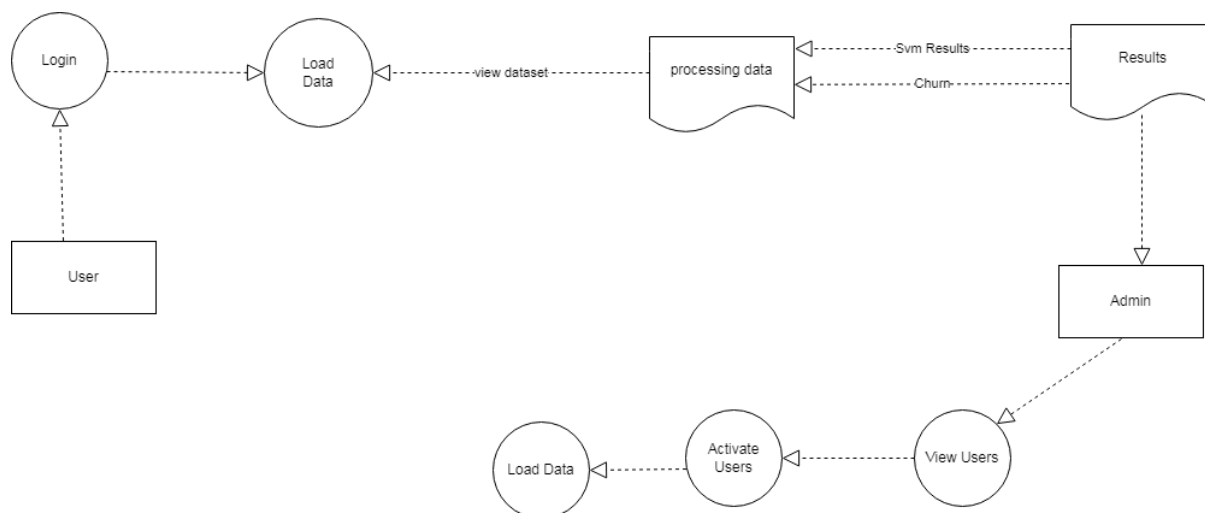 Login
Load
Data
view dataset
processing data
Svm Results
Churn
Results
User
Admin
Load Data
Activate
Users
View Users